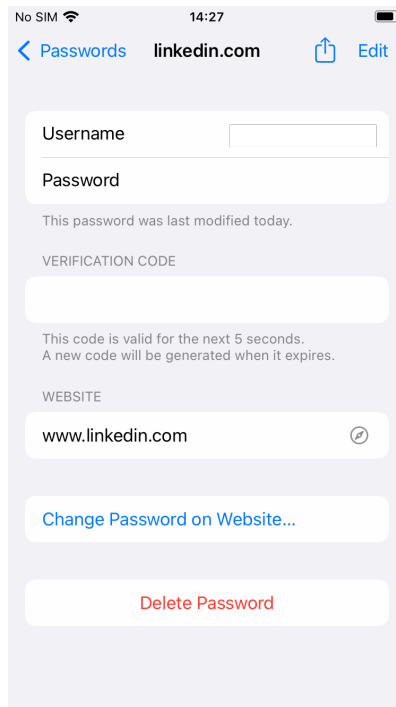 No SIM 14:27
Passwords linkedin.com Edit
Username
Password
This password was last modified today.
VERIFICATION CODE
This code is valid for the next 5 seconds.
A new code will be generated when it expires.
WEBSITE
www.linkedin.com
Change Password on Website...
Delete Password